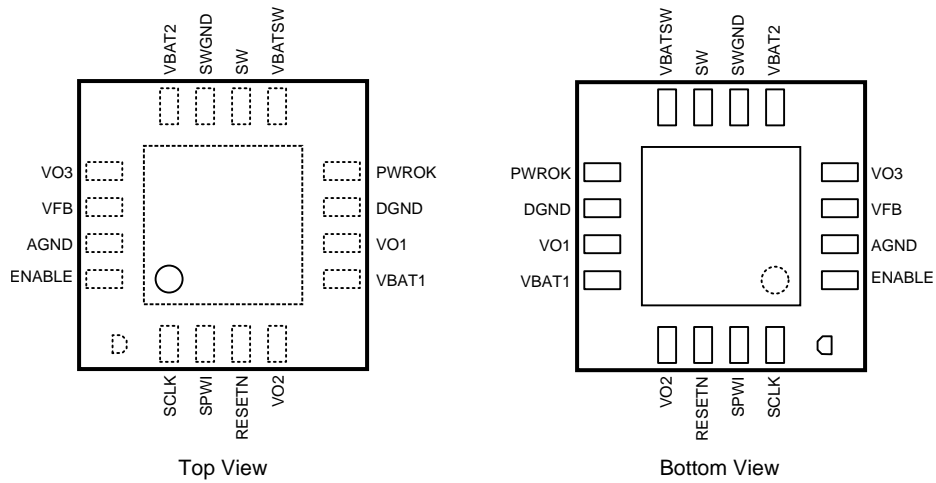 VBAT2
SWGND
SW
VBATSW
VO3
VFB
AGND
ENABLE
PWROK
DGND
VO1
VBAT1
SCLK
SPWI
RESETN
VO2
Top View
VBATSW
SW
SWGND
VBAT2
PWROK
DGND
VO1
VBAT1
VO3
VFB
AGND
ENABLE
VO2
RESETN
SPWI
SCLK
Bottom View